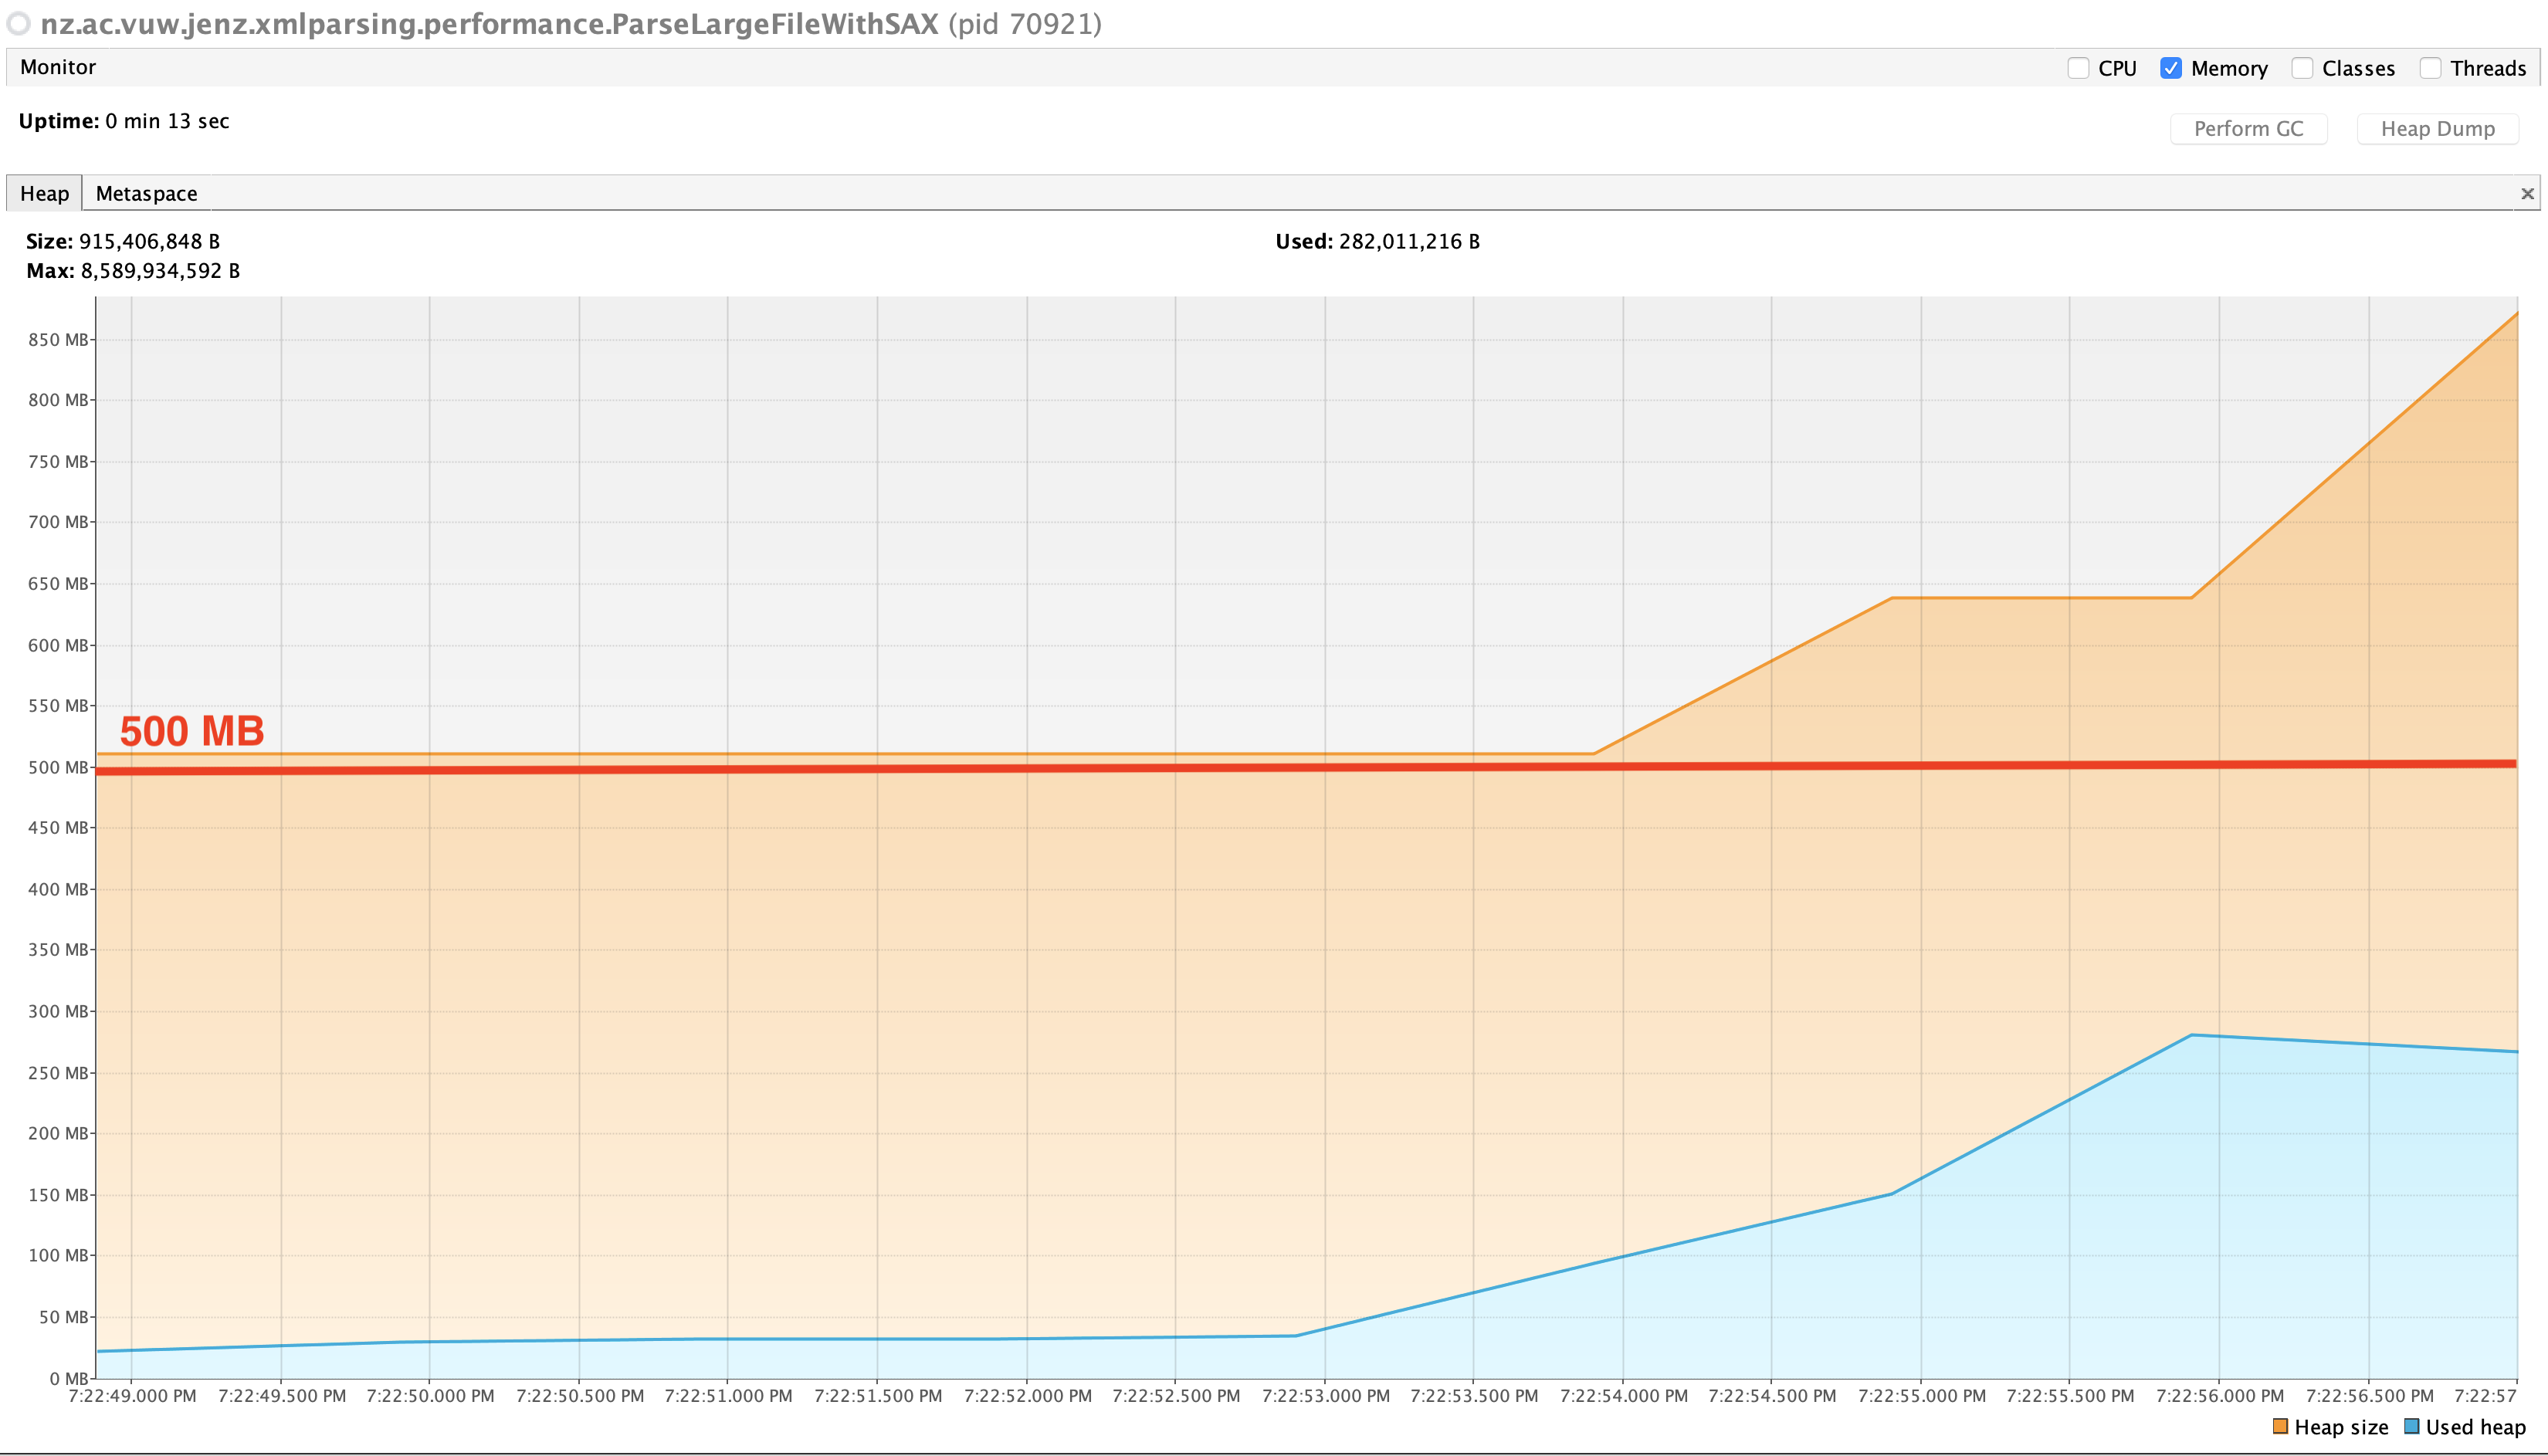 nz.ac.vuw.jenz.xmlparsing.performance.ParseLargeFileWithSAX (pid 70921)
Monitor CPU Memory Classes Threads
Uptime: 0 min 13 sec
Perform GC Heap Dump
Heap Metaspace
Size: 915,406,848 B Used: 282,011,216 B
Max: 8,589,934,592 B
850 MB
800 MB
750 MB
700 MB
650 MB
600 MB
550 MB
500 MB
500 MB
450 MB
400 MB
350 MB
300 MB
250 MB
200 MB
150 MB
100 MB
50 MB
0 MB
7:22:49.000 PM 7:22:49.500 PM 7:22:50.000 PM 7:22:50.500 PM 7:22:51.000 PM 7:22:51.500 PM 7:22:52.000 PM 7:22:52.500 PM 7:22:53.000 PM 7:22:53.500 PM 7:22:54.000 PM 7:22:54.500 PM 7:22:55.000 PM 7:22:55.500 PM 7:22:56.000 PM 7:22:56.500 PM 7:22:57
Heap size Used heap